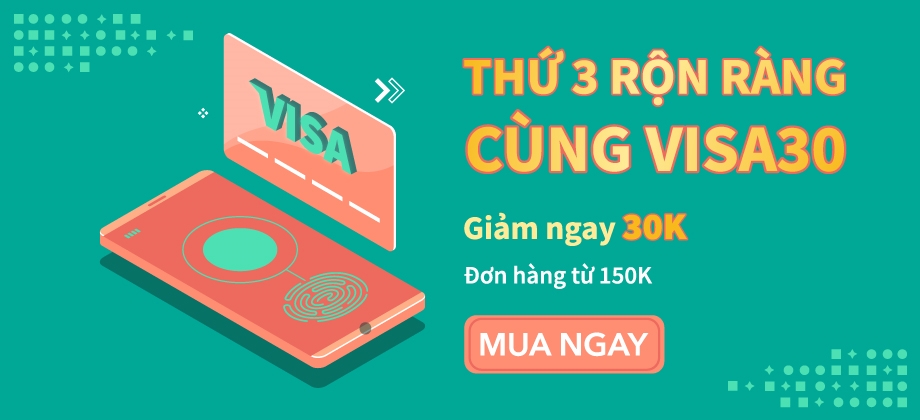 VISA
THỨ 3 RỘN RÀNG
CÙNG VISA30
Giảm ngay 30K
Đơn hàng từ 150K
MUA NGAY